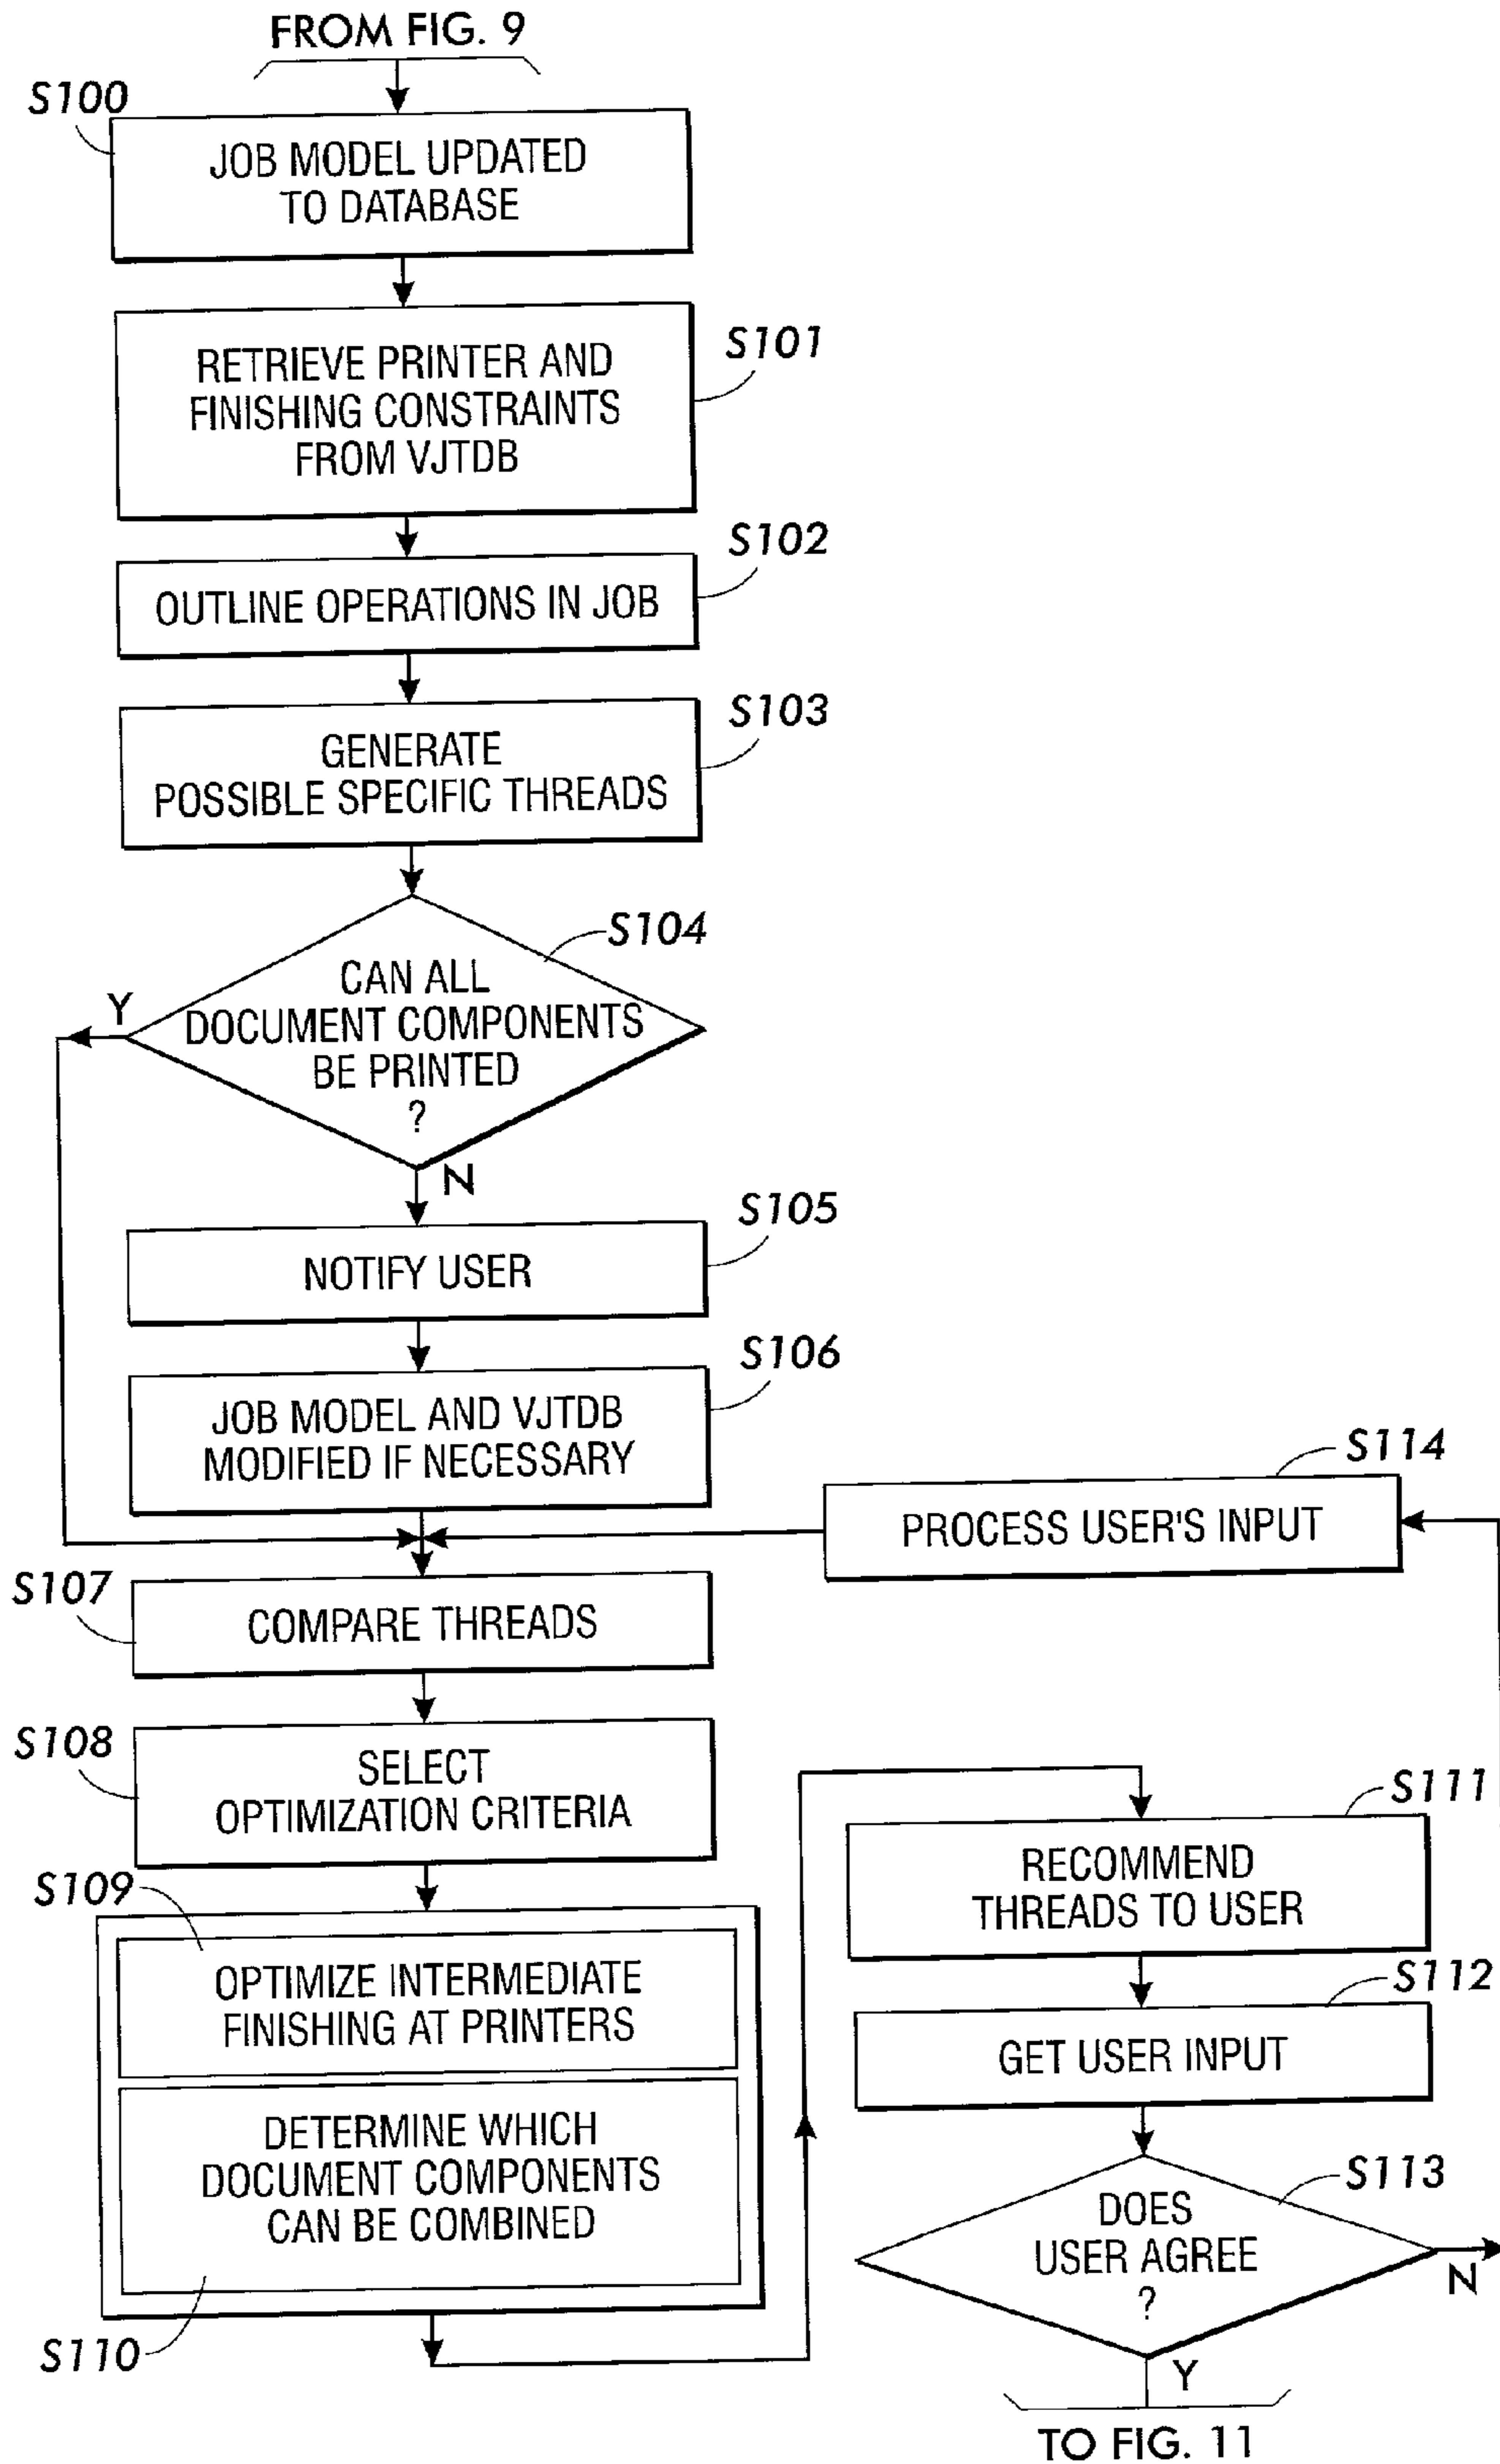 FROM FIG. 9
S100
JOB MODEL UPDATED
TO DATABASE
S101
RETRIEVE PRINTER AND
FINISHING CONSTRAINTS
FROM VJTDB
S102
OUTLINE OPERATIONS IN JOB
S103
GENERATE
POSSIBLE SPECIFIC THREADS
S104
CAN ALL
DOCUMENT COMPONENTS
BE PRINTED
?
Y
N
S105
NOTIFY USER
S106
JOB MODEL AND VJTDB
MODIFIED IF NECESSARY
S114
PROCESS USER'S INPUT
S107
COMPARE THREADS
S108
SELECT
OPTIMIZATION CRITERIA
S109
OPTIMIZE INTERMEDIATE
FINISHING AT PRINTERS
DETERMINE WHICH
DOCUMENT COMPONENTS
CAN BE COMBINED
S110
S111
RECOMMEND
THREADS TO USER
S112
GET USER INPUT
S113
DOES
USER AGREE
?
N
Y
TO FIG. 11